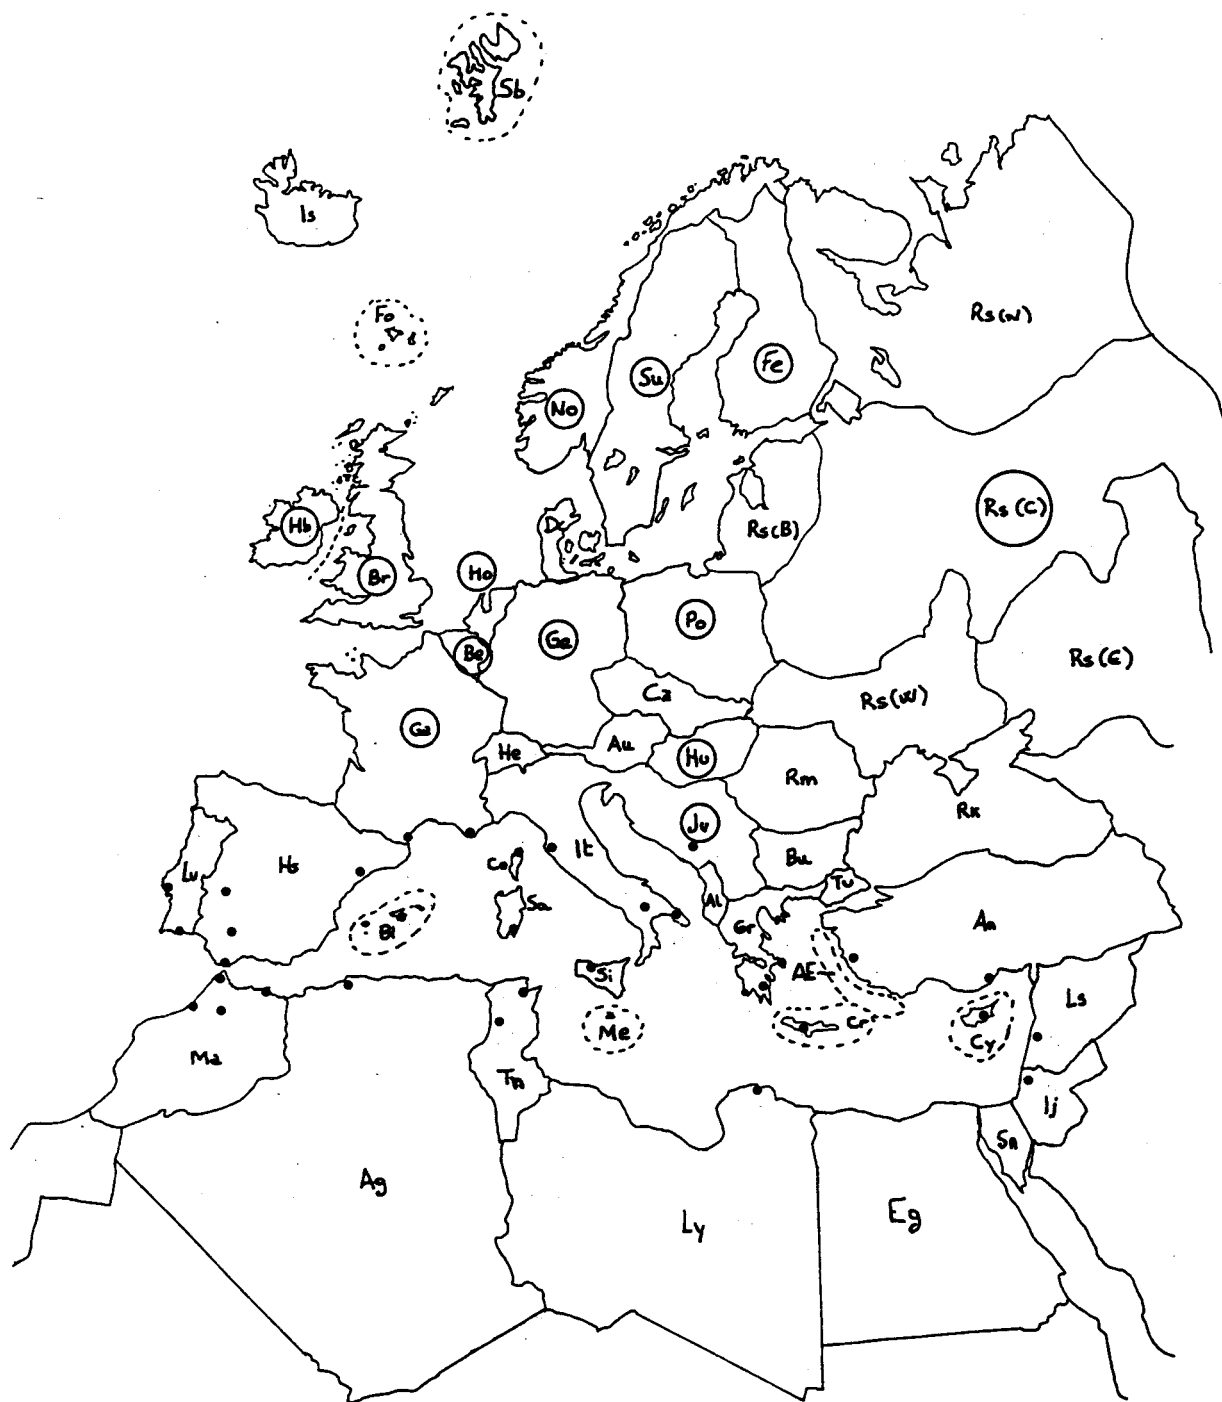 Sb
Is
Fo
Rs(N)
Fe
Su
No
Rs(C)
Hb
Da
Rs(B)
Br
Ho
Po
Ge
Be
Rs(E)
Cz
Rs(W)
Ga
Au
He
Hu
Rm
Rk
Ju
It
Bu
Hs
Co
Lu
Tu
Al
Sa
An
Gr
Bl
AE
Si
Ls
Cr
Me
Cy
Ma
Tn
Ij
Sn
Ag
Eg
Ly